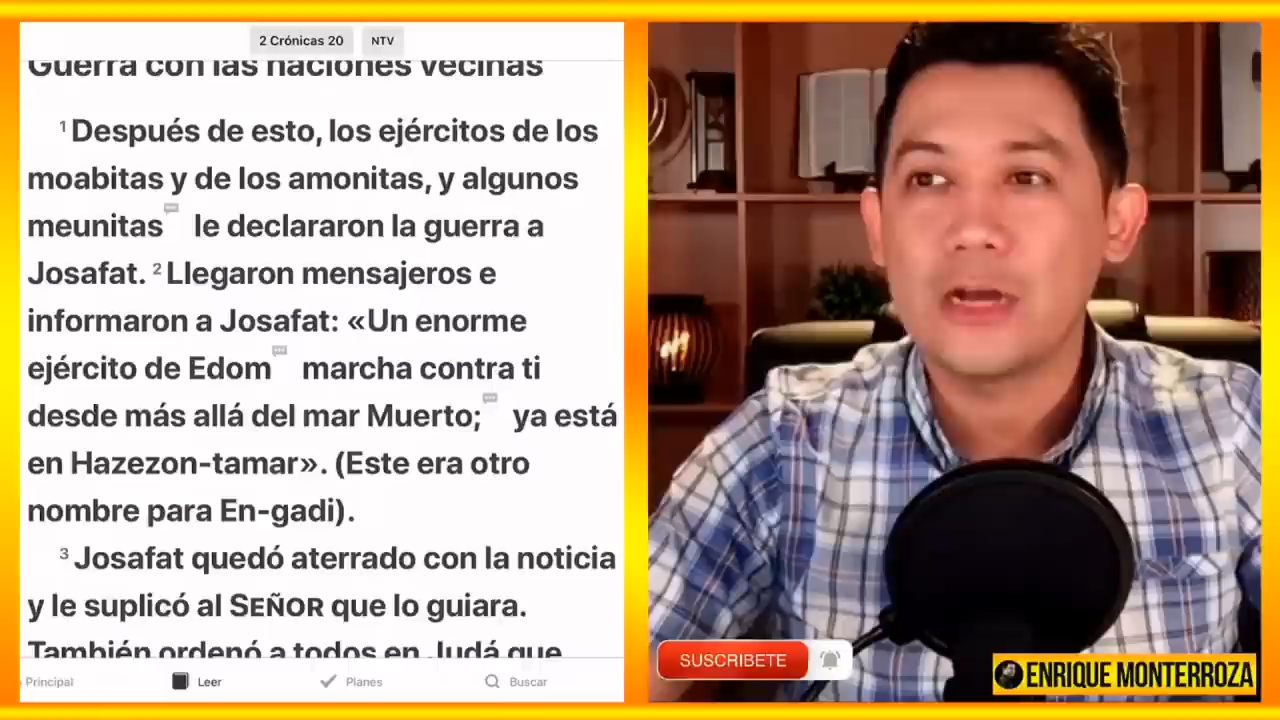 2 Crónicas 20 NTV
Guerra con las naciones vecinas
1 Después de esto, los ejércitos de los
moabitas y de los amonitas, y algunos
meunitas le declararon la guerra a
Josafat. 2 Llegaron mensajeros e
informaron a Josafat: «Un enorme
ejército de Edom marcha contra ti
desde más allá del mar Muerto; ya está
en Hazezon-tamar». (Este era otro
nombre para En-gadi).
3 Josafat quedó aterrado con la noticia
y le suplicó al SEÑOR que lo guiara.
También ordenó a todos en Judá que
Principal Leer Planes Buscar
SUSCRIBETE
ENRIQUE MONTERROZA